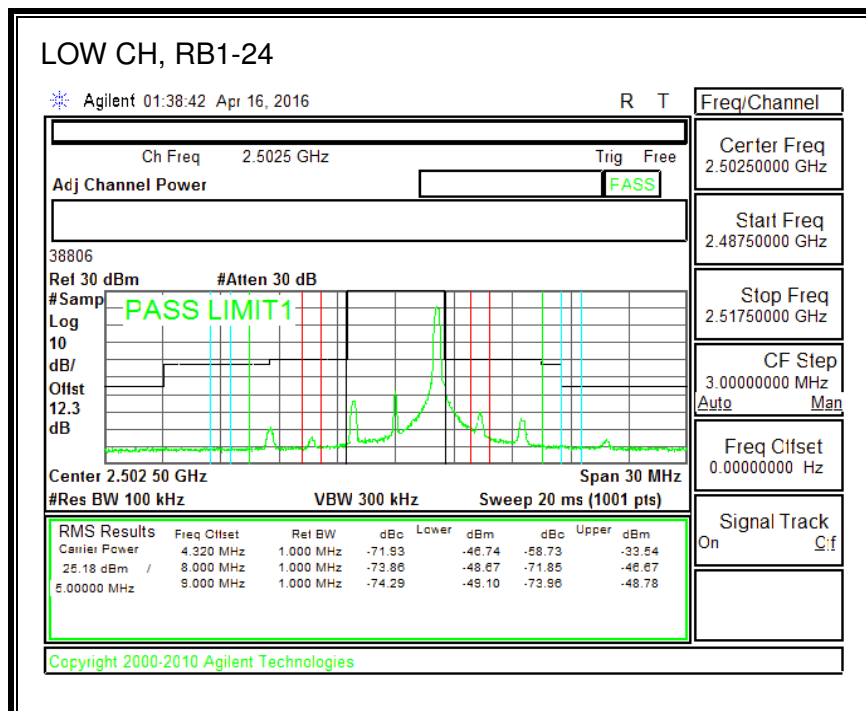 LOW CH, RB1-24
Agilent 01:38:42 Apr 16, 2016 R T
Freq/Channel
Ch Freq 2.5025 GHz Trig Free
Adj Channel Power PASS
Center Freq
2.50250000 GHz
Start Freq
2.48750000 GHz
Stop Freq
2.51750000 GHz
CF Step
3.00000000 MHz
Auto Man
Freq Offset
0.00000000 Hz
Signal Track
On Off
38806
Ref 30 dBm #Atten 30 dB
#Samp
Log
10
dB/
Offst
12.3
dB
PASS LIMIT1
Center 2.502 50 GHz Span 30 MHz
#Res BW 100 kHz VBW 300 kHz Sweep 20 ms (1001 pts)
RMS Results Freq Offset Ref BW dBc Lower dBm dBc Upper dBm
Carrier Power 4.320 MHz 1.000 MHz -71.93 -46.74 -58.73 -33.54
25.18 dBm / 8.000 MHz 1.000 MHz -73.86 -48.67 -71.85 -46.67
5.00000 MHz 9.000 MHz 1.000 MHz -74.29 -49.10 -73.96 -48.78
Copyright 2000-2010 Agilent Technologies